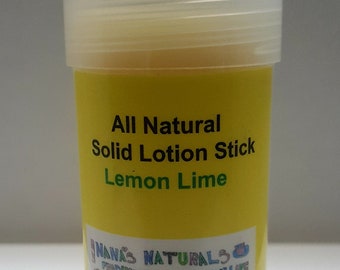 All Natural
Solid Lotion Stick
Lemon Lime
NANA'S NATURALS